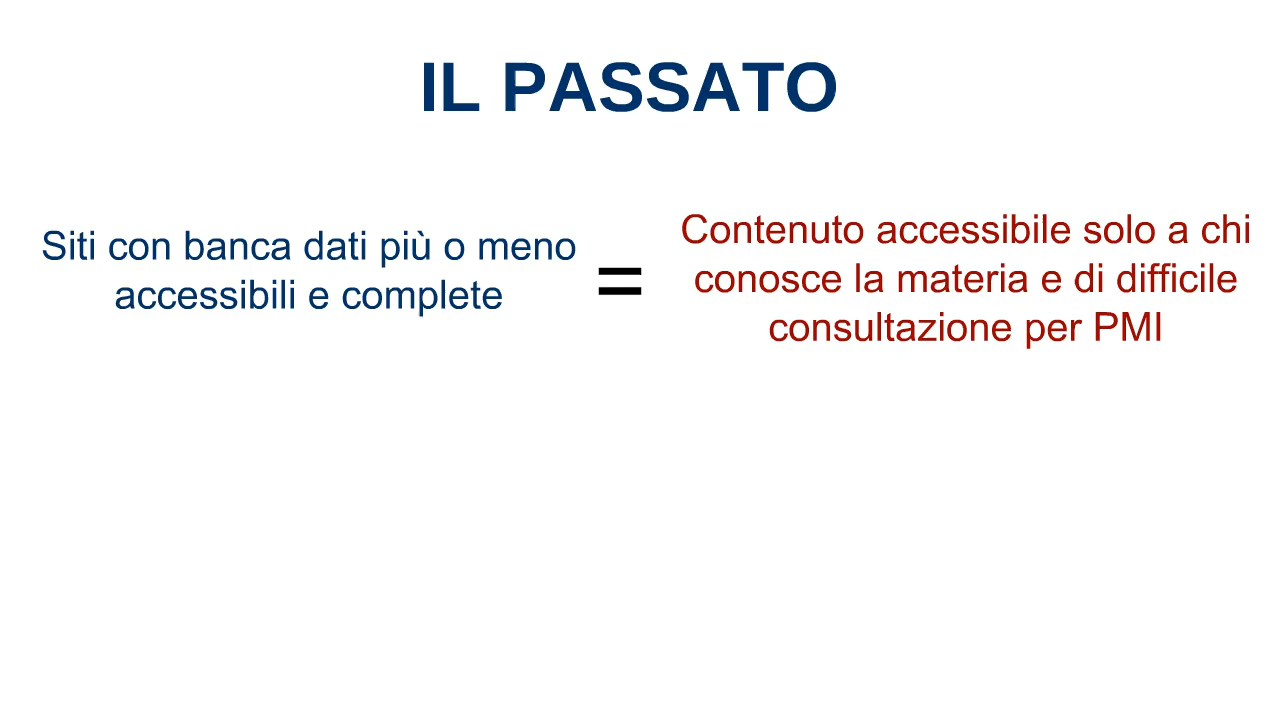 IL PASSATO
Siti con banca dati più o meno
accessibili e complete
=
Contenuto accessibile solo a chi
conosce la materia e di difficile
consultazione per PMI